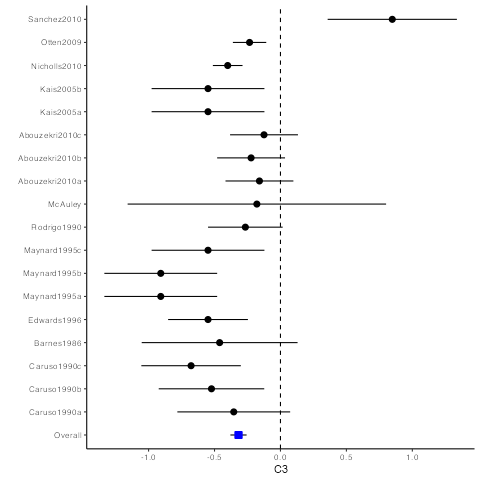 Sanchez2010
Otten2009
Nicholls2010
Kais2005b
Kais2005a
Abouzekri2010c
Abouzekri2010b
Abouzekri2010a
McAuley
Rodrigo1990
Maynard1995c
Maynard1995b
Maynard1995a
Edwards1996
Barnes1986
Caruso1990c
Caruso1990b
Caruso1990a
Overall
-1.0 -0.5 0.0 0.5 1.0
C3